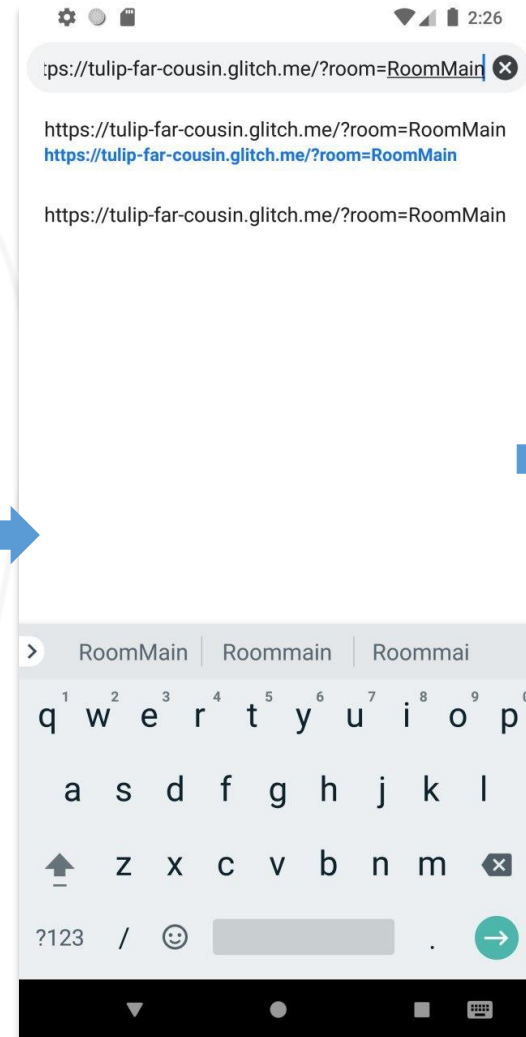 2:26
tps://tulip-far-cousin.glitch.me/?room=RoomMain
https://tulip-far-cousin.glitch.me/?room=RoomMain
https://tulip-far-cousin.glitch.me/?room=RoomMain
https://tulip-far-cousin.glitch.me/?room=RoomMain
RoomMain Roommain Roommai
1 2 3 4 5 6 7 8 9 0
q w e r t y u i o p
a s d f g h j k l
z x c v b n m
?123 / .